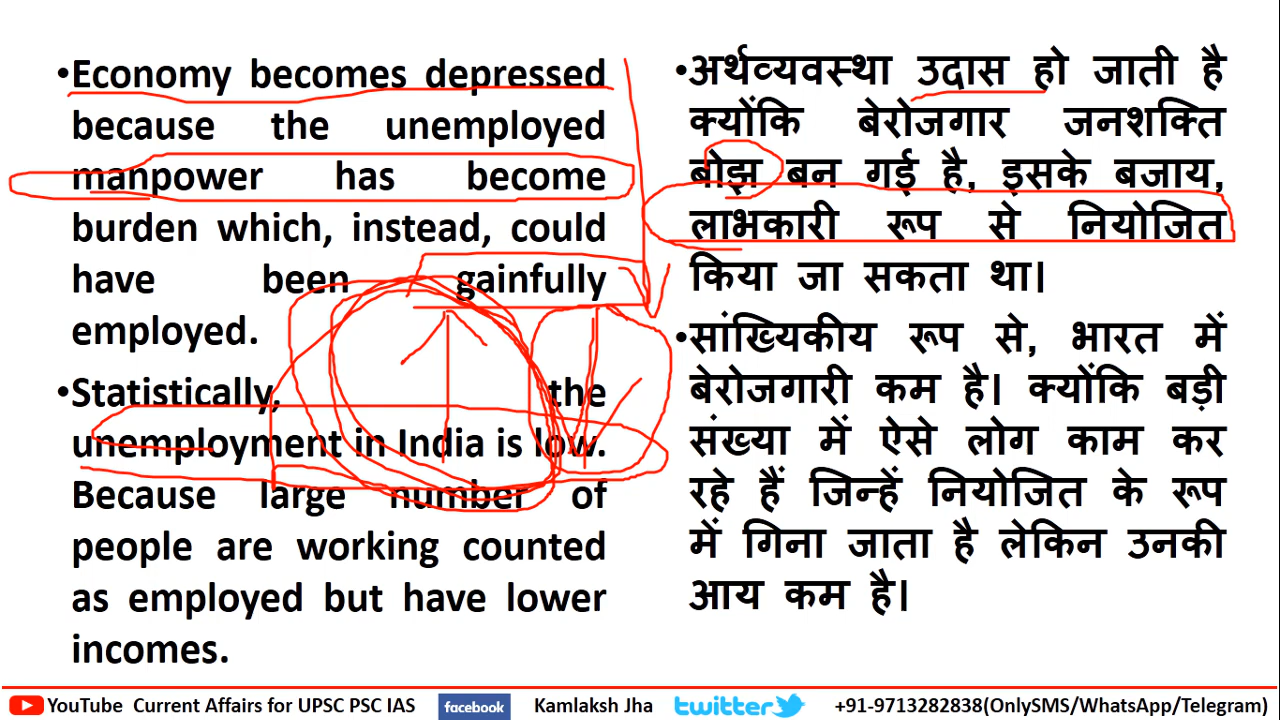 •Economy becomes depressed
because the unemployed
manpower has become
burden which, instead, could
have been gainfully
employed.
•Statistically, the
unemployment in India is low.
Because large number of
people are working counted
as employed but have lower
incomes.
•अर्थव्यवस्था उदास हो जाती है
क्योंकि बेरोजगार जनशक्ति
बोझ बन गई है, इसके बजाय,
लाभकारी रूप से नियोजित
किया जा सकता था।
•सांख्यिकीय रूप से, भारत में
बेरोजगारी कम है। क्योंकि बड़ी
संख्या में ऐसे लोग काम कर
रहे हैं जिन्हें नियोजित के रूप
में गिना जाता है लेकिन उनकी
आय कम है।
YouTube Current Affairs for UPSC PSC IAS facebook Kamlaksh Jha twitter +91-9713282838(OnlySMS/WhatsApp/Telegram)